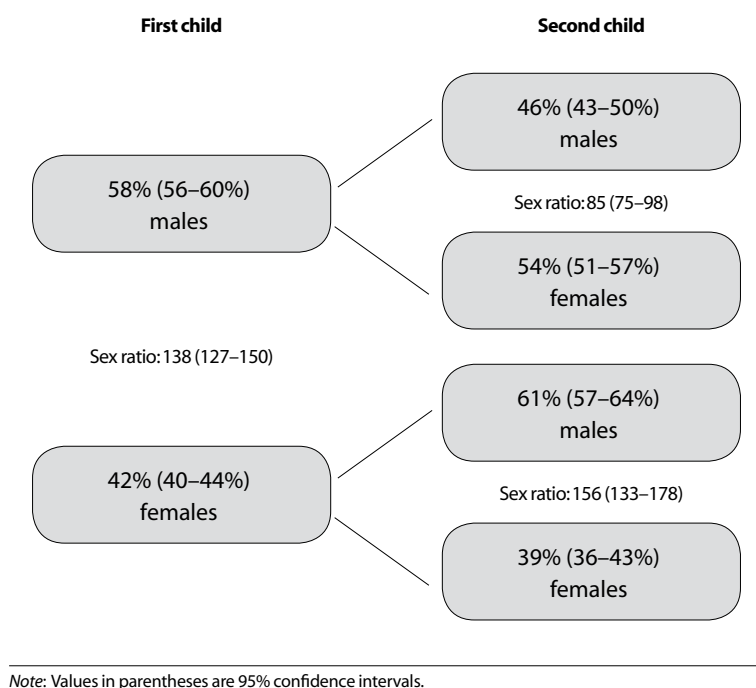 First child
Second child
46% (43–50%)
males
58% (56–60%)
males
Sex ratio: 85 (75–98)
54% (51–57%)
females
Sex ratio: 138 (127–150)
61% (57–64%)
males
42% (40–44%)
females
Sex ratio: 156 (133–178)
39% (36–43%)
females
Note: Values in parentheses are 95% confidence intervals.